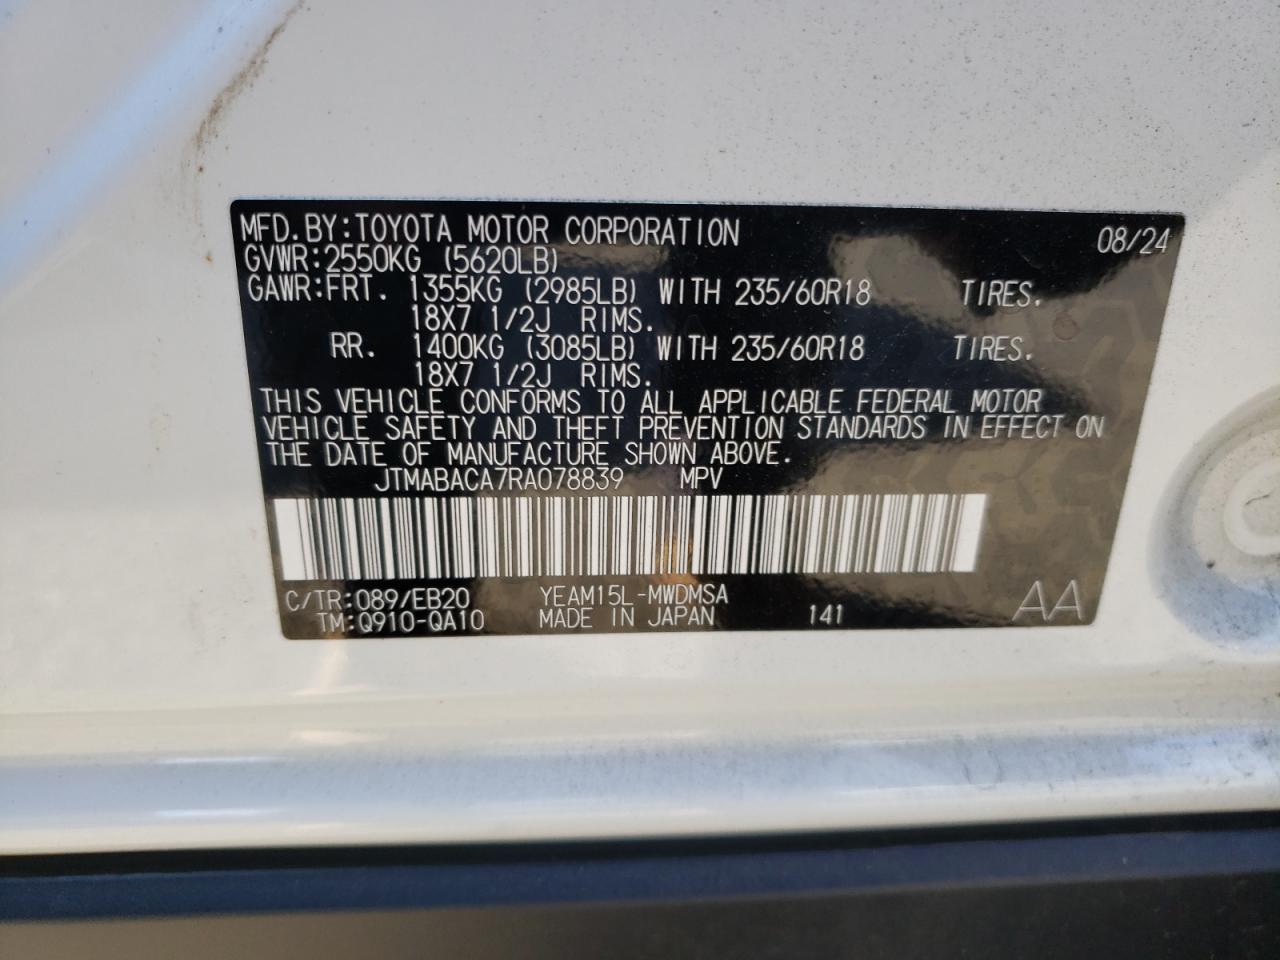 MFD.BY:TOYOTA MOTOR CORPORATION 08/24
GVWR:2550KG (5620LB)
GAWR:FRT. 1355KG (2985LB) WITH 235/60R18 TIRES.
18X7 1/2J RIMS.
RR. 1400KG (3085LB) WITH 235/60R18 TIRES.
18X7 1/2J RIMS.
THIS VEHICLE CONFORMS TO ALL APPLICABLE FEDERAL MOTOR
VEHICLE SAFETY AND THEFT PREVENTION STANDARDS IN EFFECT ON
THE DATE OF MANUFACTURE SHOWN ABOVE.
JTMABACA7RA078839 MPV
C/TR:089/EB20 YEAM15L-MWDMSA
TM:Q910-QA10 MADE IN JAPAN 141 AA